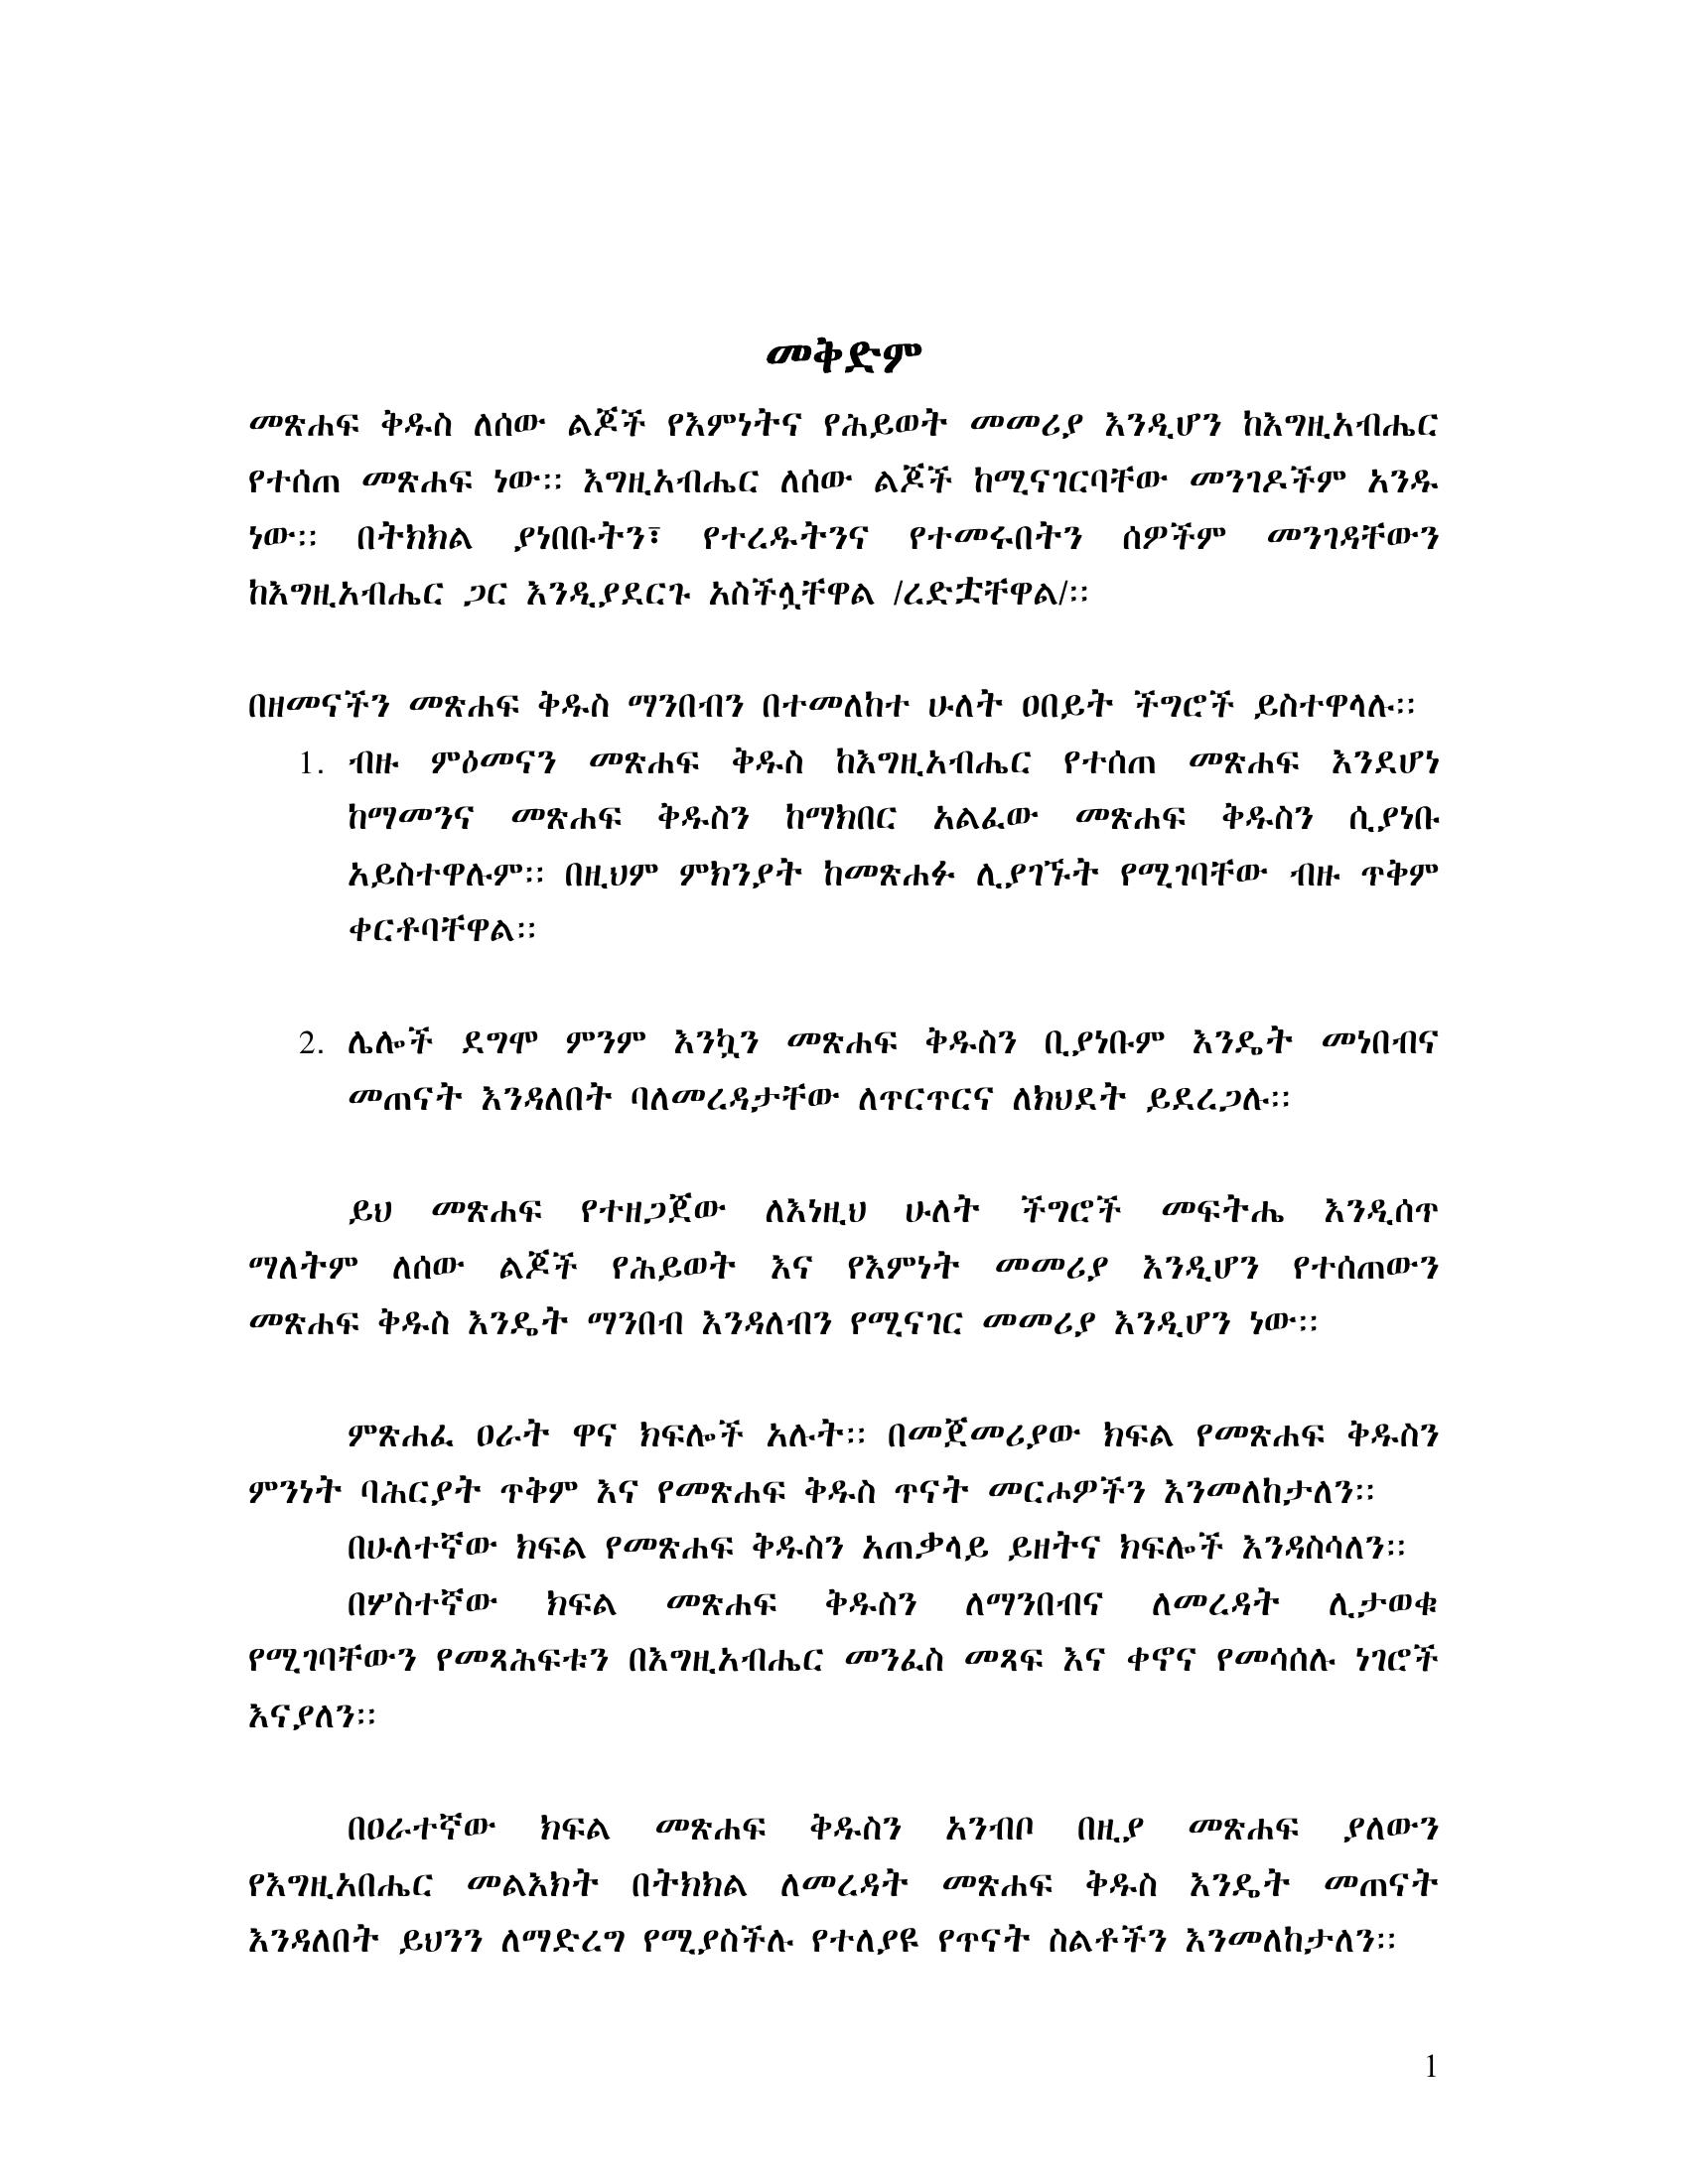 መቅድም
መጽሐፍ ቅዱስ ለሰው ልጆች የእምነትና የሕይወት መመሪያ እንዲሆን ከእግዚአብሔር
የተሰጠ መጽሐፍ ነው። እግዚአብሔር ለሰው ልጆች ከሚናገርባቸው መንገዶችም አንዱ
ነው። በትክክል ያነበቡትን፣ የተረዱትንና የተመሩበትን ሰዎችም መንገዳቸውን
ከእግዚአብሔር ጋር እንዲያደርጉ አስችሏቸዋል /ረድቷቸዋል/።
በዘመናችን መጽሐፍ ቅዱስ ማንበብን በተመለከተ ሁለት ዐበይት ችግሮች ይስተዋላሉ።
1. ብዙ ምዕመናን መጽሐፍ ቅዱስ ከእግዚአብሔር የተሰጠ መጽሐፍ እንደሆነ
ከማመንና መጽሐፍ ቅዱስን ከማክበር አልፈው መጽሐፍ ቅዱስን ሲያነቡ
አይስተዋሉም። በዚህም ምክንያት ከመጽሐፉ ሊያገኙት የሚገባቸው ብዙ ጥቅም
ቀርቶባቸዋል።
2. ሌሎች ደግሞ ምንም እንኳን መጽሐፍ ቅዱስን ቢያነቡም እንዴት መነበብና
መጠናት እንዳለበት ባለመረዳታቸው ለጥርጥርና ለክህደት ይደረጋሉ።
ይህ መጽሐፍ የተዘጋጀው ለእነዚህ ሁለት ችግሮች መፍትሔ እንዲሰጥ
ማለትም ለሰው ልጆች የሕይወት እና የእምነት መመሪያ እንዲሆን የተሰጠውን
መጽሐፍ ቅዱስ እንዴት ማንበብ እንዳለብን የሚናገር መመሪያ እንዲሆን ነው።
ምጽሐፈ ዐራት ዋና ክፍሎች አሉት። በመጀመሪያው ክፍል የመጽሐፍ ቅዱስን
ምንነት ባሕርያት ጥቅም እና የመጽሐፍ ቅዱስ ጥናት መርሖዎችን እንመለከታለን።
በሁለተኛው ክፍል የመጽሐፍ ቅዱስን አጠቃላይ ይዘትና ክፍሎች እንዳስሳለን።
በሦስተኛው ክፍል መጽሐፍ ቅዱስን ለማንበብና ለመረዳት ሊታወቁ
የሚገባቸውን የመጻሕፍቱን በእግዚአብሔር መንፈስ መጻፍ እና ቀኖና የመሳሰሉ ነገሮች
እናያለን።
በዐራተኛው ክፍል መጽሐፍ ቅዱስን አንብቦ በዚያ መጽሐፍ ያለውን
የእግዚአበሔር መልእክት በትክክል ለመረዳት መጽሐፍ ቅዱስ እንዴት መጠናት
እንዳለበት ይህንን ለማድረግ የሚያስችሉ የተለያዩ የጥናት ስልቶችን እንመለከታለን።
1